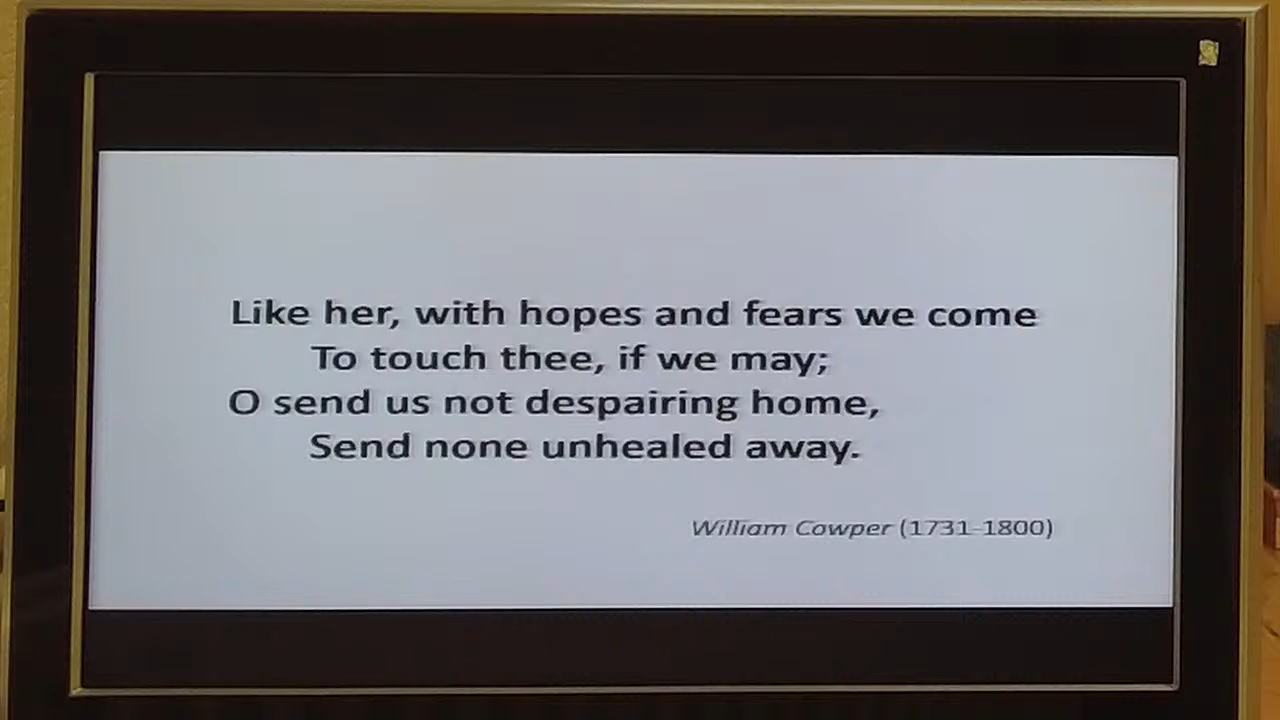 Like her, with hopes and fears we come
To touch thee, if we may;
O send us not despairing home,
Send none unhealed away.
William Cowper (1731-1800)